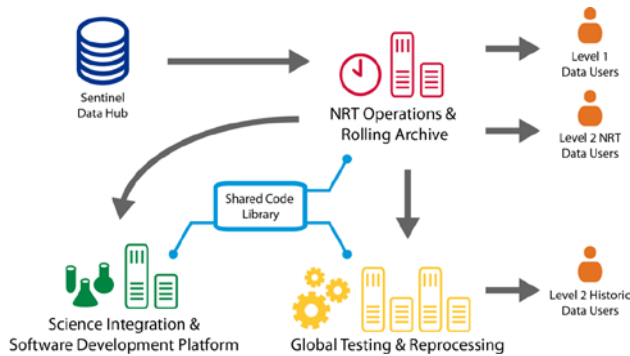 Sentinel
Data Hub
NRT Operations &
Rolling Archive
Level 1
Data Users
Level 2 NRT
Data Users
Shared Code
Library
Science Integration &
Software Development Platform
Global Testing & Reprocessing
Level 2 Historic
Data Users